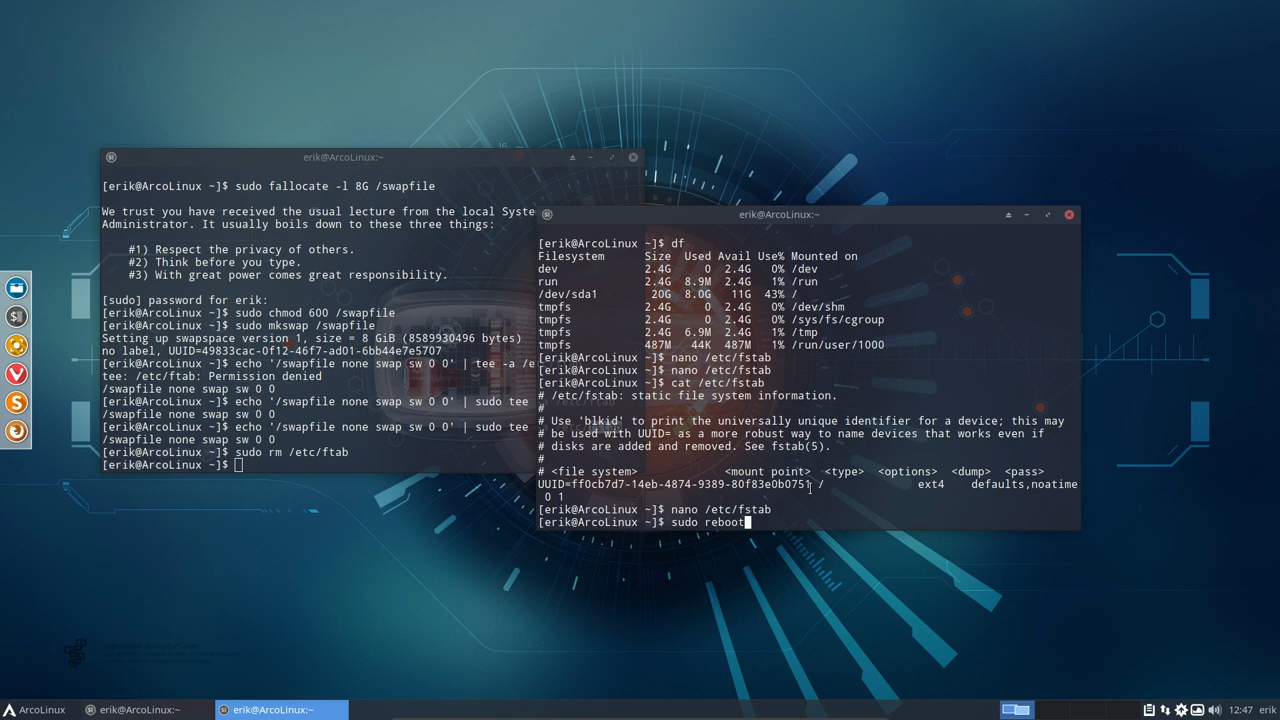 erik@ArcoLinux:~
[erik@ArcoLinux ~]$ sudo fallocate -l 8G /swapfile
We trust you have received the usual lecture from the local Syste
Administrator. It usually boils down to these three things:
#1) Respect the privacy of others.
#2) Think before you type.
#3) With great power comes great responsibility.
[sudo] password for erik:
[erik@ArcoLinux ~]$ sudo chmod 600 /swapfile
[erik@ArcoLinux ~]$ sudo mkswap /swapfile
Setting up swapspace version 1, size = 8 GiB (8589930496 bytes)
no label, UUID=49833cac-0f12-46f7-ad01-6bb44e7e5707
[erik@ArcoLinux ~]$ echo '/swapfile none swap sw 0 0' | tee -a /e
tee: /etc/ftab: Permission denied
/swapfile none swap sw 0 0
[erik@ArcoLinux ~]$ echo '/swapfile none swap sw 0 0' | sudo tee
/swapfile none swap sw 0 0
[erik@ArcoLinux ~]$ echo '/swapfile none swap sw 0 0' | sudo tee
/swapfile none swap sw 0 0
[erik@ArcoLinux ~]$ sudo rm /etc/ftab
[erik@ArcoLinux ~]$
erik@ArcoLinux:~
[erik@ArcoLinux ~]$ df
Filesystem Size Used Avail Use% Mounted on
dev 2.4G 0 2.4G 0% /dev
run 2.4G 8.9M 2.4G 1% /run
/dev/sda1 20G 8.0G 11G 43% /
tmpfs 2.4G 0 2.4G 0% /dev/shm
tmpfs 2.4G 0 2.4G 0% /sys/fs/cgroup
tmpfs 2.4G 6.9M 2.4G 1% /tmp
tmpfs 487M 44K 487M 1% /run/user/1000
[erik@ArcoLinux ~]$ nano /etc/fstab
[erik@ArcoLinux ~]$ nano /etc/fstab
[erik@ArcoLinux ~]$ cat /etc/fstab
# /etc/fstab: static file system information.
#
# Use 'blkid' to print the universally unique identifier for a device; this may
# be used with UUID= as a more robust way to name devices that works even if
# disks are added and removed. See fstab(5).
#
# <file system> <mount point> <type> <options> <dump> <pass>
UUID=ff0cb7d7-14eb-4874-9389-80f83e0b0751 / ext4 defaults,noatime
0 1
[erik@ArcoLinux ~]$ nano /etc/fstab
[erik@ArcoLinux ~]$ sudo reboot
ArcoLinux
erik@ArcoLinux:~
erik@ArcoLinux:~
12:47
erik